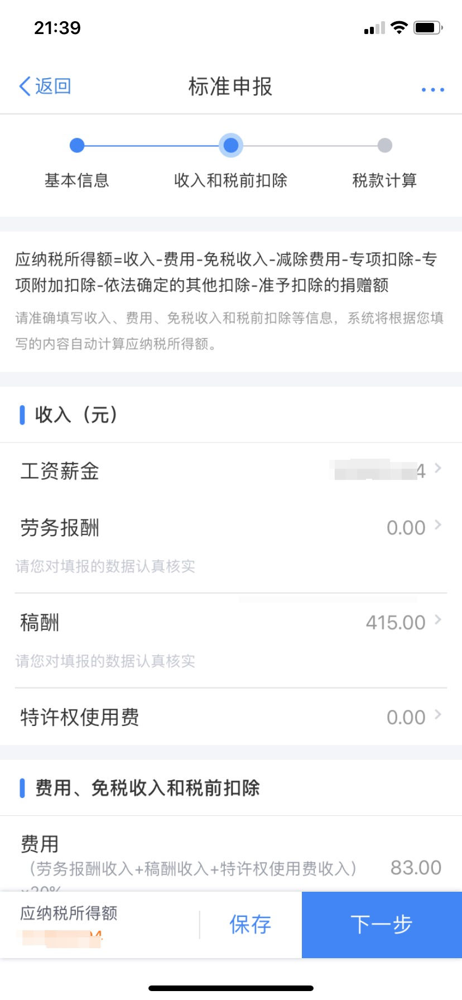 21:39
返回
标准申报
基本信息
收入和税前扣除
税款计算
应纳税所得额=收入-费用-免税收入-减除费用-专项扣除-专
项附加扣除-依法确定的其他扣除-准予扣除的捐赠额
请准确填写收入、费用、免税收入和税前扣除等信息，系统将根据您填
写的内容自动计算应纳税所得额。
收入（元）
工资薪金 4
劳务报酬 0.00
请您对填报的数据认真核实
稿酬 415.00
请您对填报的数据认真核实
特许权使用费 0.00
费用、免税收入和税前扣除
费用
（劳务报酬收入+稿酬收入+特许权使用费收入） 83.00
×20%
应纳税所得额
保存
下一步